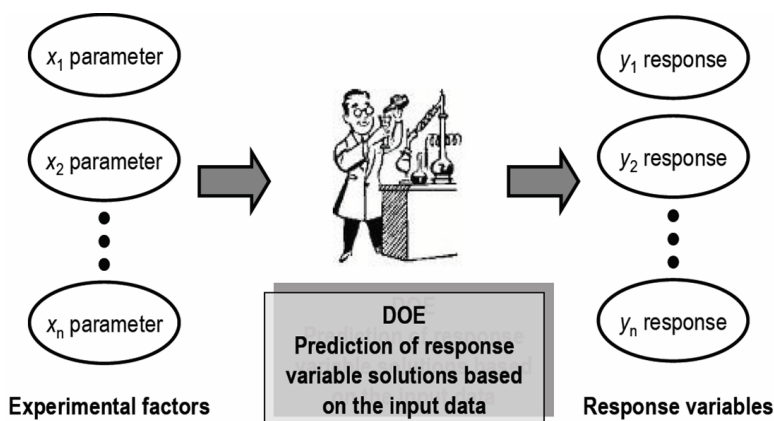 x₁ parameter
x₂ parameter
xₙ parameter
Experimental factors
DOE
Prediction of response
variable solutions based
on the input data
y₁ response
y₂ response
yₙ response
Response variables